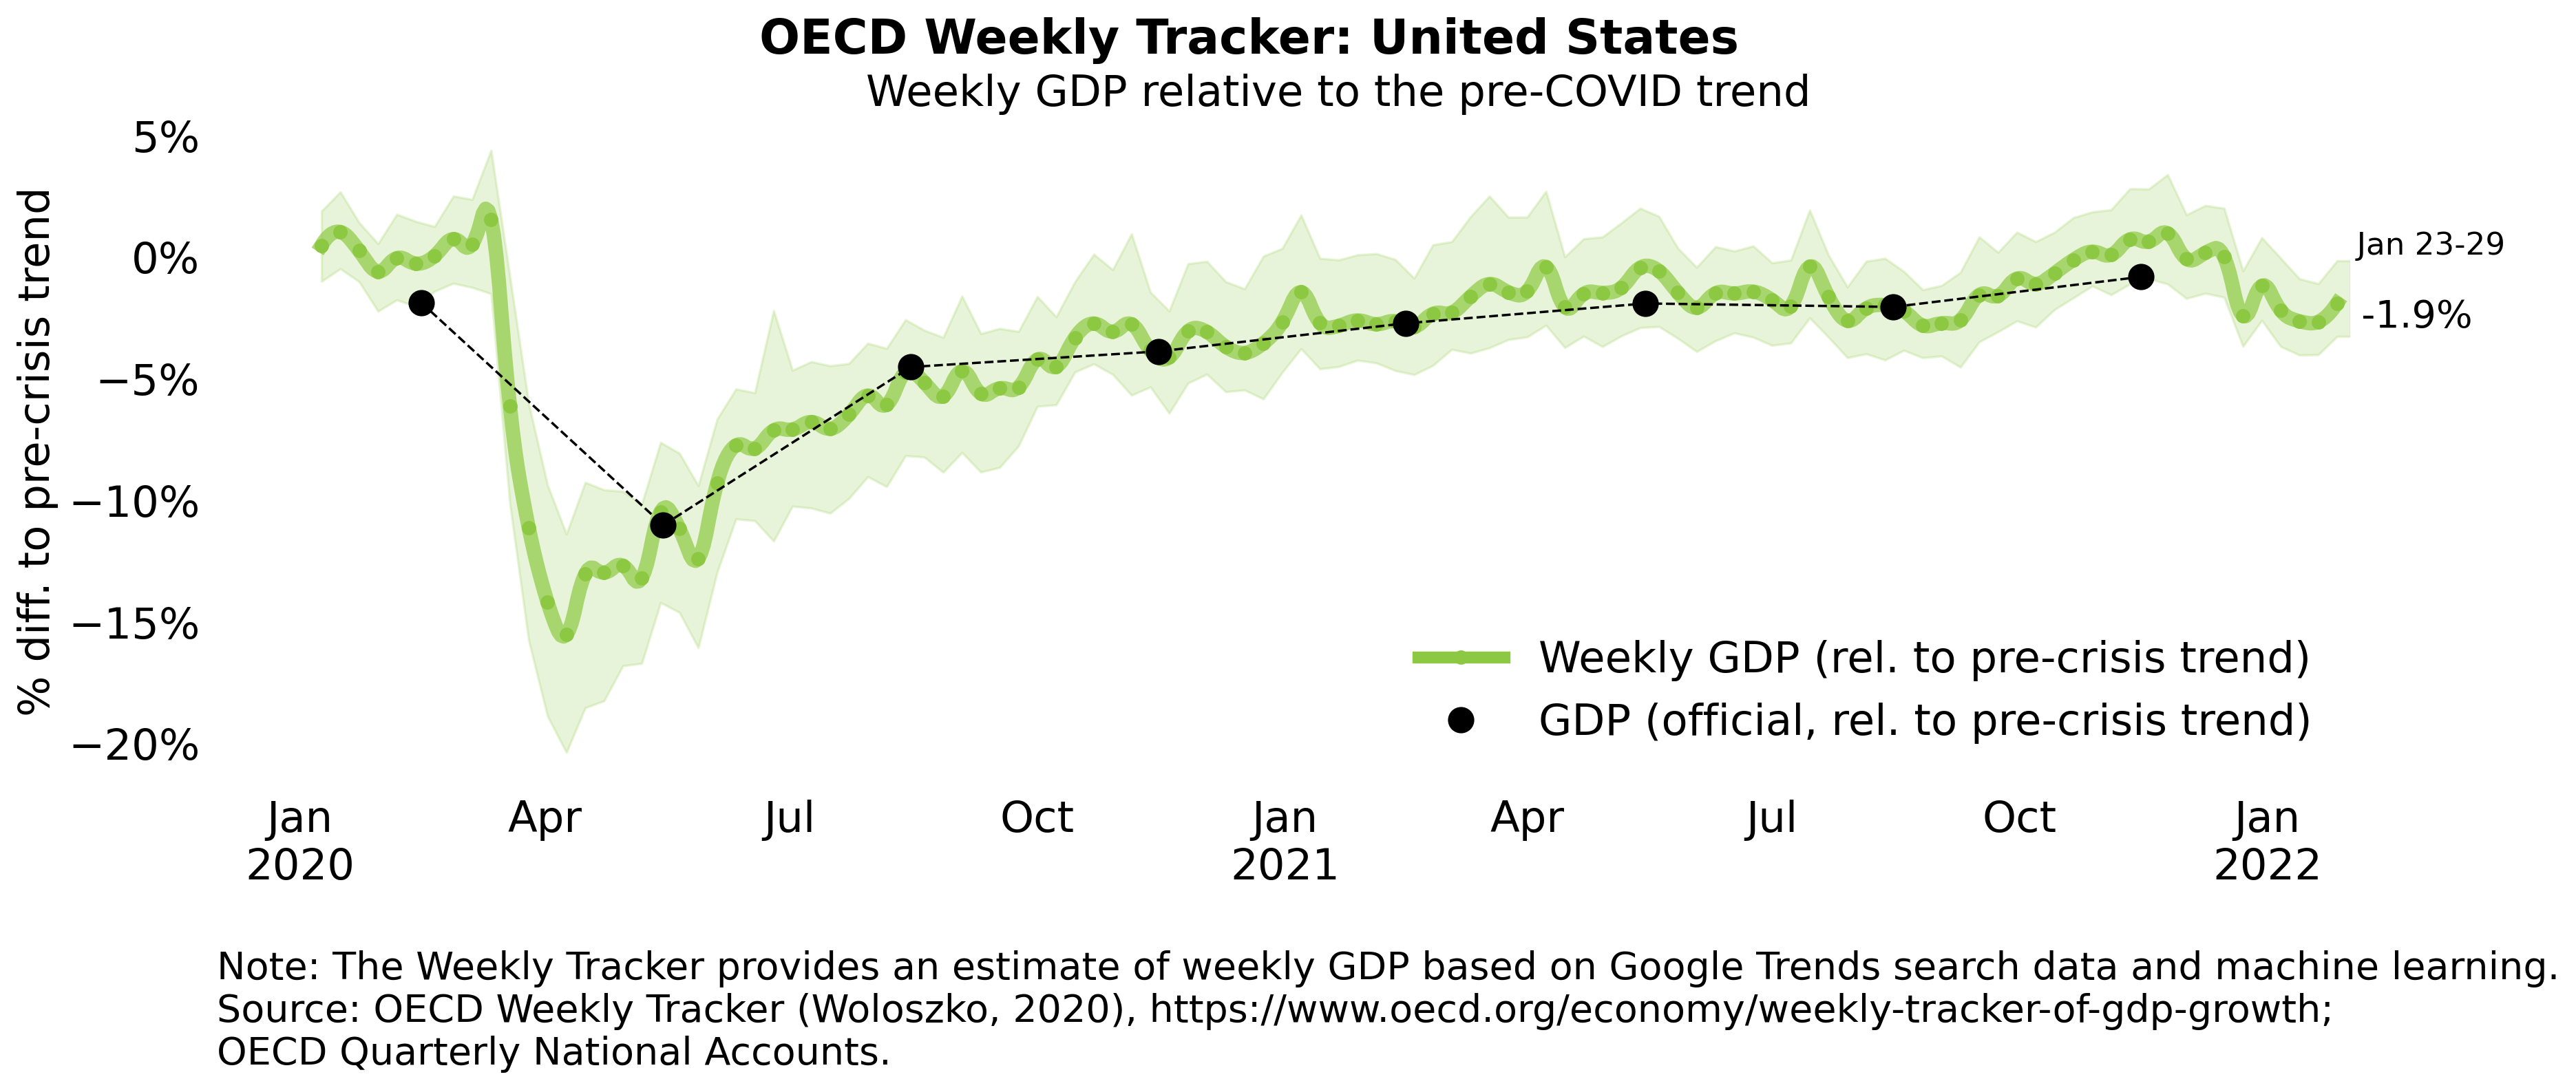 OECD Weekly Tracker: United States
Weekly GDP relative to the pre-COVID trend
% diff. to pre-crisis trend
5%
0%
−5%
−10%
−15%
−20%
Jan 23-29
-1.9%
Weekly GDP (rel. to pre-crisis trend)
GDP (official, rel. to pre-crisis trend)
Jan Apr Jul Oct Jan Apr Jul Oct Jan
2020 2021 2022
Note: The Weekly Tracker provides an estimate of weekly GDP based on Google Trends search data and machine learning.
Source: OECD Weekly Tracker (Woloszko, 2020), https://www.oecd.org/economy/weekly-tracker-of-gdp-growth;
OECD Quarterly National Accounts.